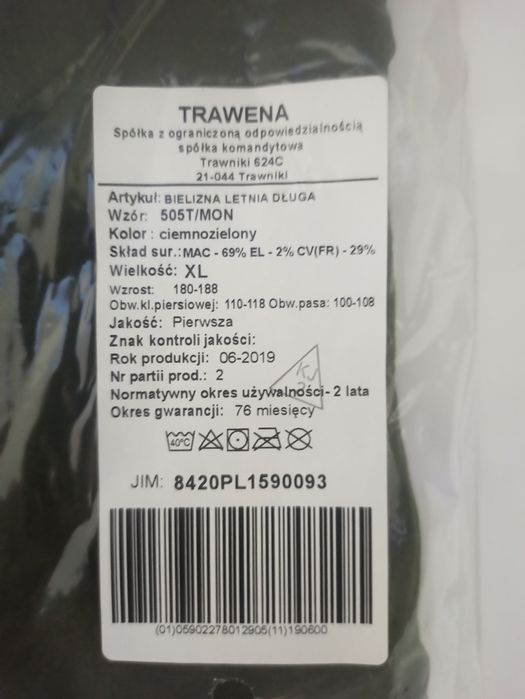 TRAWENA
Spółka z ograniczoną odpowiedzialnością
spółka komandytowa
Trawniki 624C
21-044 Trawniki
Artykuł: BIELIZNA LETNIA DŁUGA
Wzór: 505T/MON
Kolor : ciemnozielony
Skład sur.: MAC - 69% EL - 2% CV(FR) - 29%
Wielkość: XL
Wzrost: 180-188
Obw.kl.piersiowej: 110-118 Obw.pasa: 100-108
Jakość: Pierwsza
Znak kontroli jakości:
Rok produkcji: 06-2019
KJ
Nr partii prod.: 2
Normatywny okres używalności- 2 lata
Okres gwarancji: 76 miesięcy
40°C
JIM: 8420PL1590093
(01)05902278012905(11)190600